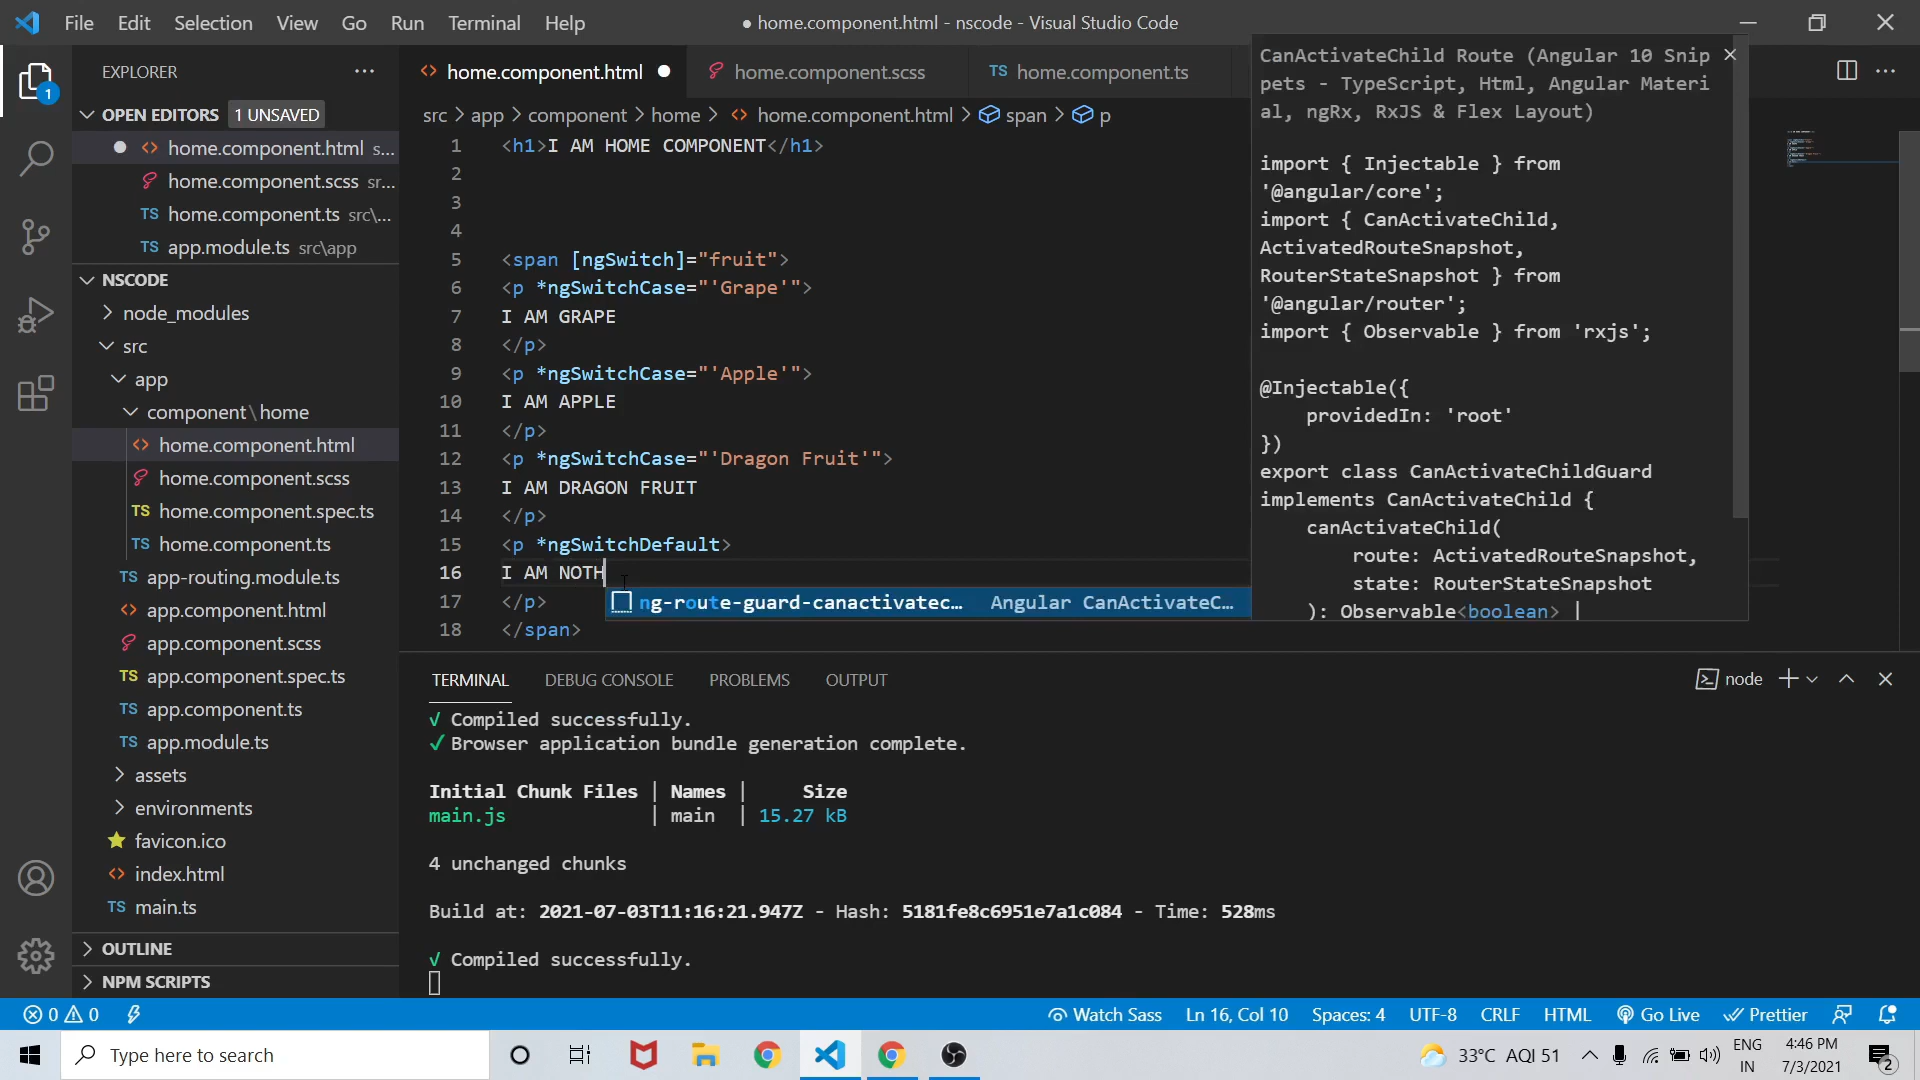 File Edit Selection View Go Run Terminal Help
● home.component.html - nscode - Visual Studio Code
EXPLORER
OPEN EDITORS 1 UNSAVED
home.component.html s...
home.component.scss sr...
home.component.ts src\...
app.module.ts src\app
NSCODE
node_modules
src
app
component\home
home.component.html
home.component.scss
home.component.spec.ts
home.component.ts
app-routing.module.ts
app.component.html
app.component.scss
app.component.spec.ts
app.component.ts
app.module.ts
assets
environments
favicon.ico
index.html
main.ts
OUTLINE
NPM SCRIPTS
home.component.html
home.component.scss
home.component.ts
src > app > component > home > home.component.html > span > p
1 <h1>I AM HOME COMPONENT</h1>
2
3
4
5 <span [ngSwitch]="fruit">
6 <p *ngSwitchCase="'Grape'">
7 I AM GRAPE
8 </p>
9 <p *ngSwitchCase="'Apple'">
10 I AM APPLE
11 </p>
12 <p *ngSwitchCase="'Dragon Fruit'">
13 I AM DRAGON FRUIT
14 </p>
15 <p *ngSwitchDefault>
16 I AM NOTH
17 </p>
18 </span>
ng-route-guard-canactivatec… Angular CanActivateC…
CanActivateChild Route (Angular 10 Snip
pets - TypeScript, Html, Angular Materi
al, ngRx, RxJS & Flex Layout)
import { Injectable } from
'@angular/core';
import { CanActivateChild,
ActivatedRouteSnapshot,
RouterStateSnapshot } from
'@angular/router';
import { Observable } from 'rxjs';
@Injectable({
providedIn: 'root'
})
export class CanActivateChildGuard
implements CanActivateChild {
canActivateChild(
route: ActivatedRouteSnapshot,
state: RouterStateSnapshot
): Observable<boolean> |
TERMINAL DEBUG CONSOLE PROBLEMS OUTPUT
node
√ Compiled successfully.
✓ Browser application bundle generation complete.
Initial Chunk Files | Names | Size
main.js | main | 15.27 kB
4 unchanged chunks
Build at: 2021-07-03T11:16:21.947Z - Hash: 5181fe8c6951e7a1c084 - Time: 528ms
√ Compiled successfully.
0 0
Watch Sass Ln 16, Col 10 Spaces: 4 UTF-8 CRLF HTML Go Live Prettier
Type here to search
33°C AQI 51
ENG
IN
4:46 PM
7/3/2021
1
2